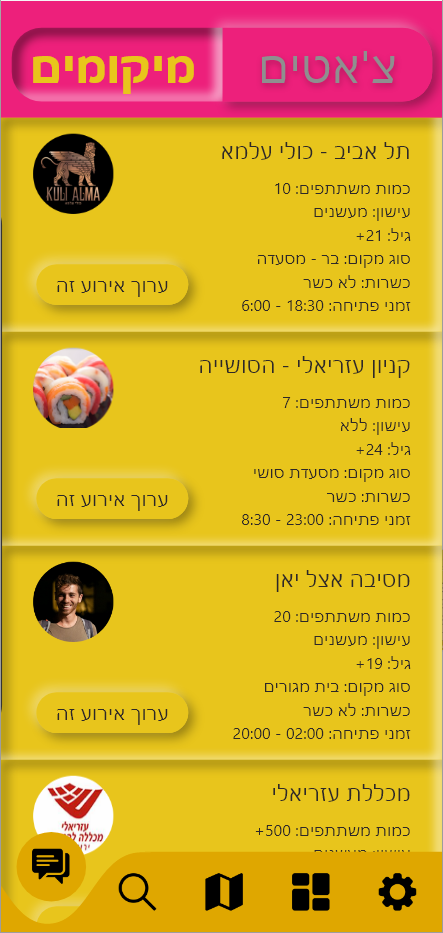 צ'אטים
מיקומים
תל אביב - כולי עלמא
כמות משתתפים: 10
עישון: מעשנים
גיל: 21+
סוג מקום: בר - מסעדה
כשרות: לא כשר
זמני פתיחה: 18:30 - 6:00
KULI ALMA
ערוך אירוע זה
קניון עזריאלי - הסושייה
כמות משתתפים: 7
עישון: ללא
גיל: 24+
סוג מקום: מסעדת סושי
כשרות: כשר
זמני פתיחה: 23:00 - 8:30
ערוך אירוע זה
מסיבה אצל יאן
כמות משתתפים: 20
עישון: מעשנים
גיל: 19+
סוג מקום: בית מגורים
כשרות: לא כשר
זמני פתיחה: 02:00 - 20:00
ערוך אירוע זה
מכללת עזריאלי
כמות משתתפים: 500+
עזריאלי
מכללה